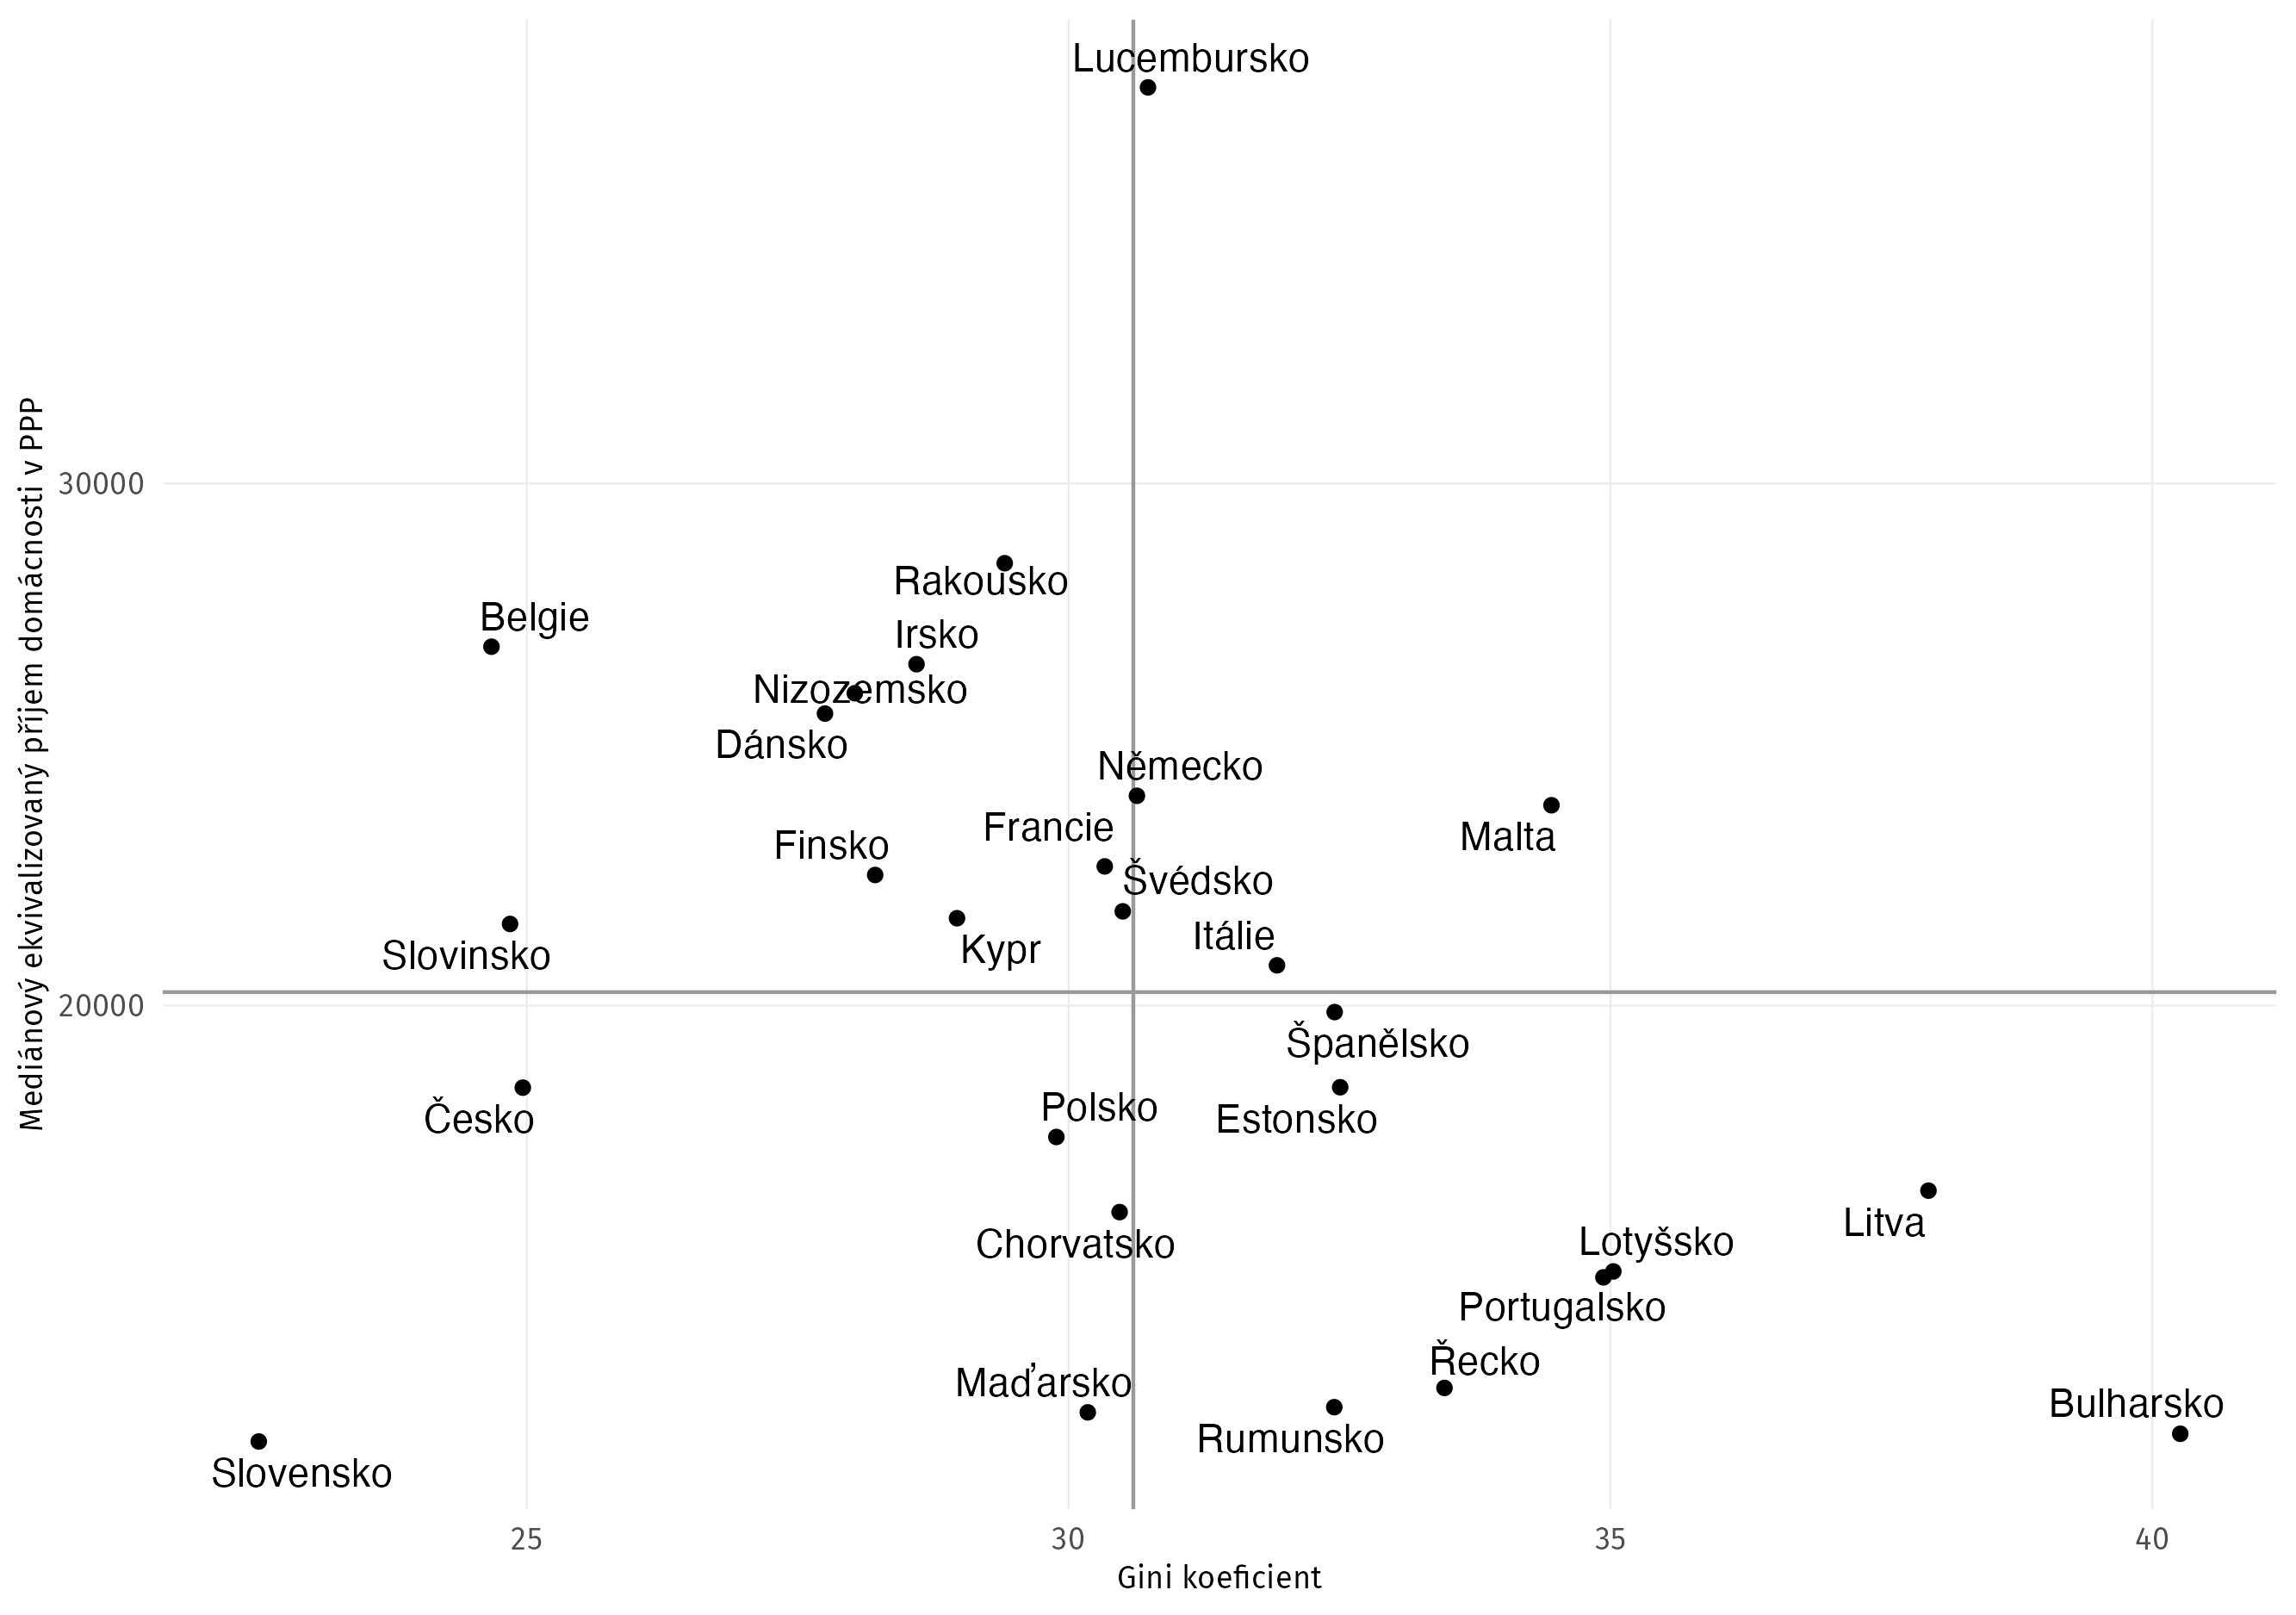 Lucembursko
30000
Rakousko
Belgie
Irsko
Nizozemsko
Dánsko
Německo
Francie
Malta
Finsko
Švédsko
Itálie
Kypr
Slovinsko
20000
Španělsko
Polsko
Česko
Estonsko
Litva
Lotyšsko
Chorvatsko
Portugalsko
Řecko
Maďarsko
Bulharsko
Rumunsko
Slovensko
Mediánový ekvivalizovaný příjem domácnosti v PPP
25
30
35
40
Gini koeficient